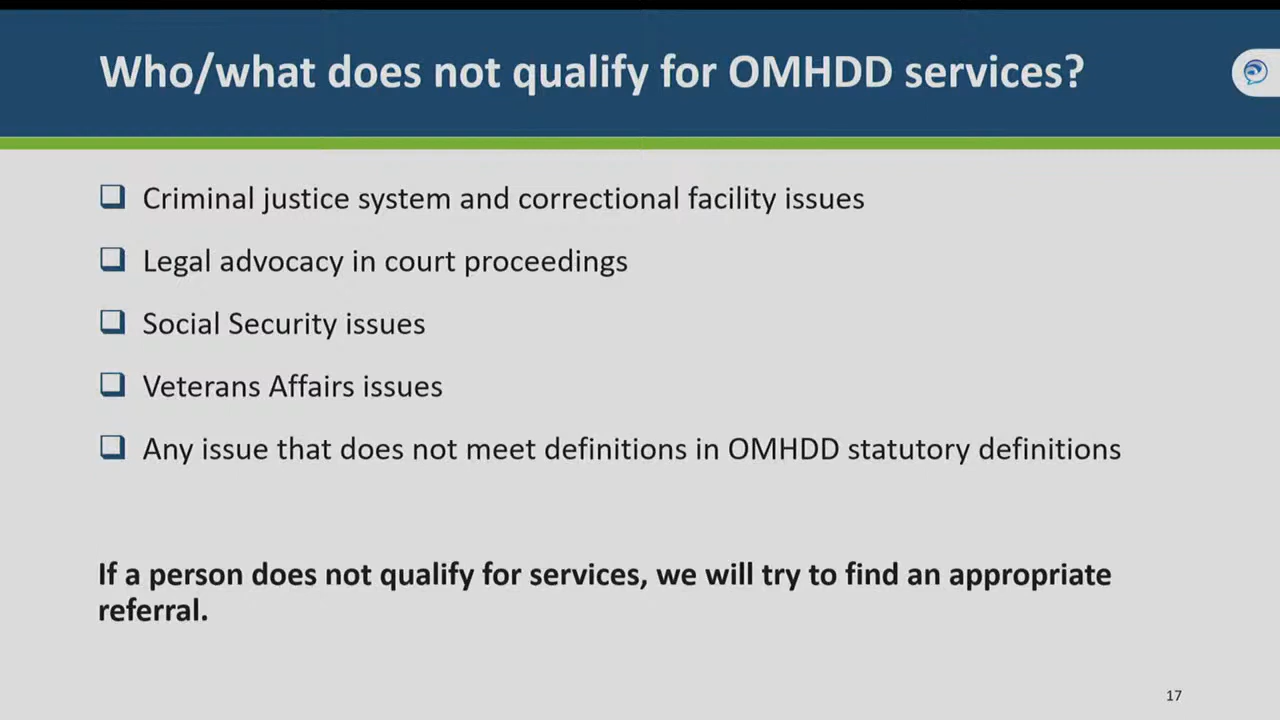 Who/what does not qualify for OMHDD services?
Criminal justice system and correctional facility issues
Legal advocacy in court proceedings
Social Security issues
Veterans Affairs issues
Any issue that does not meet definitions in OMHDD statutory definitions
If a person does not qualify for services, we will try to find an appropriate
referral.
17